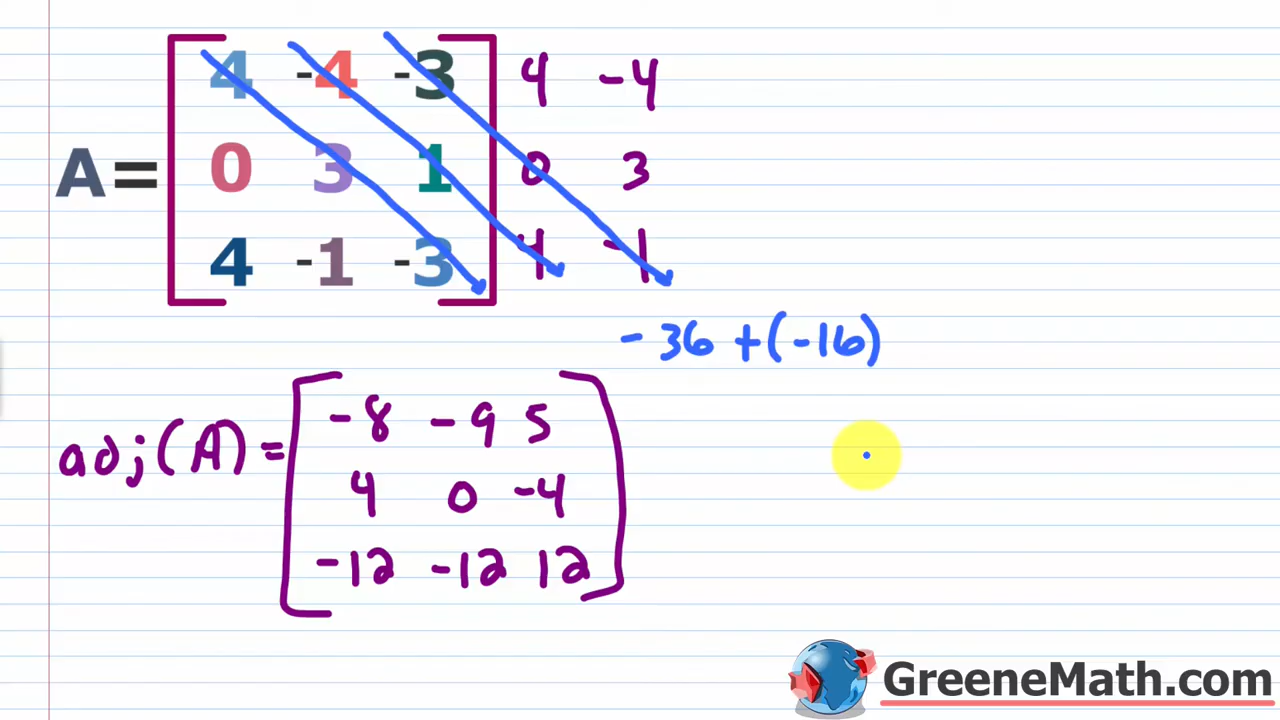 4 -4 -3 4 -4
A= 0 3 1 0 3
4 -1 -3 4 -1
-36 +(-16)
-8 -9 5
adj(A)= 4 0 -4
-12 -12 12
GreeneMath.com